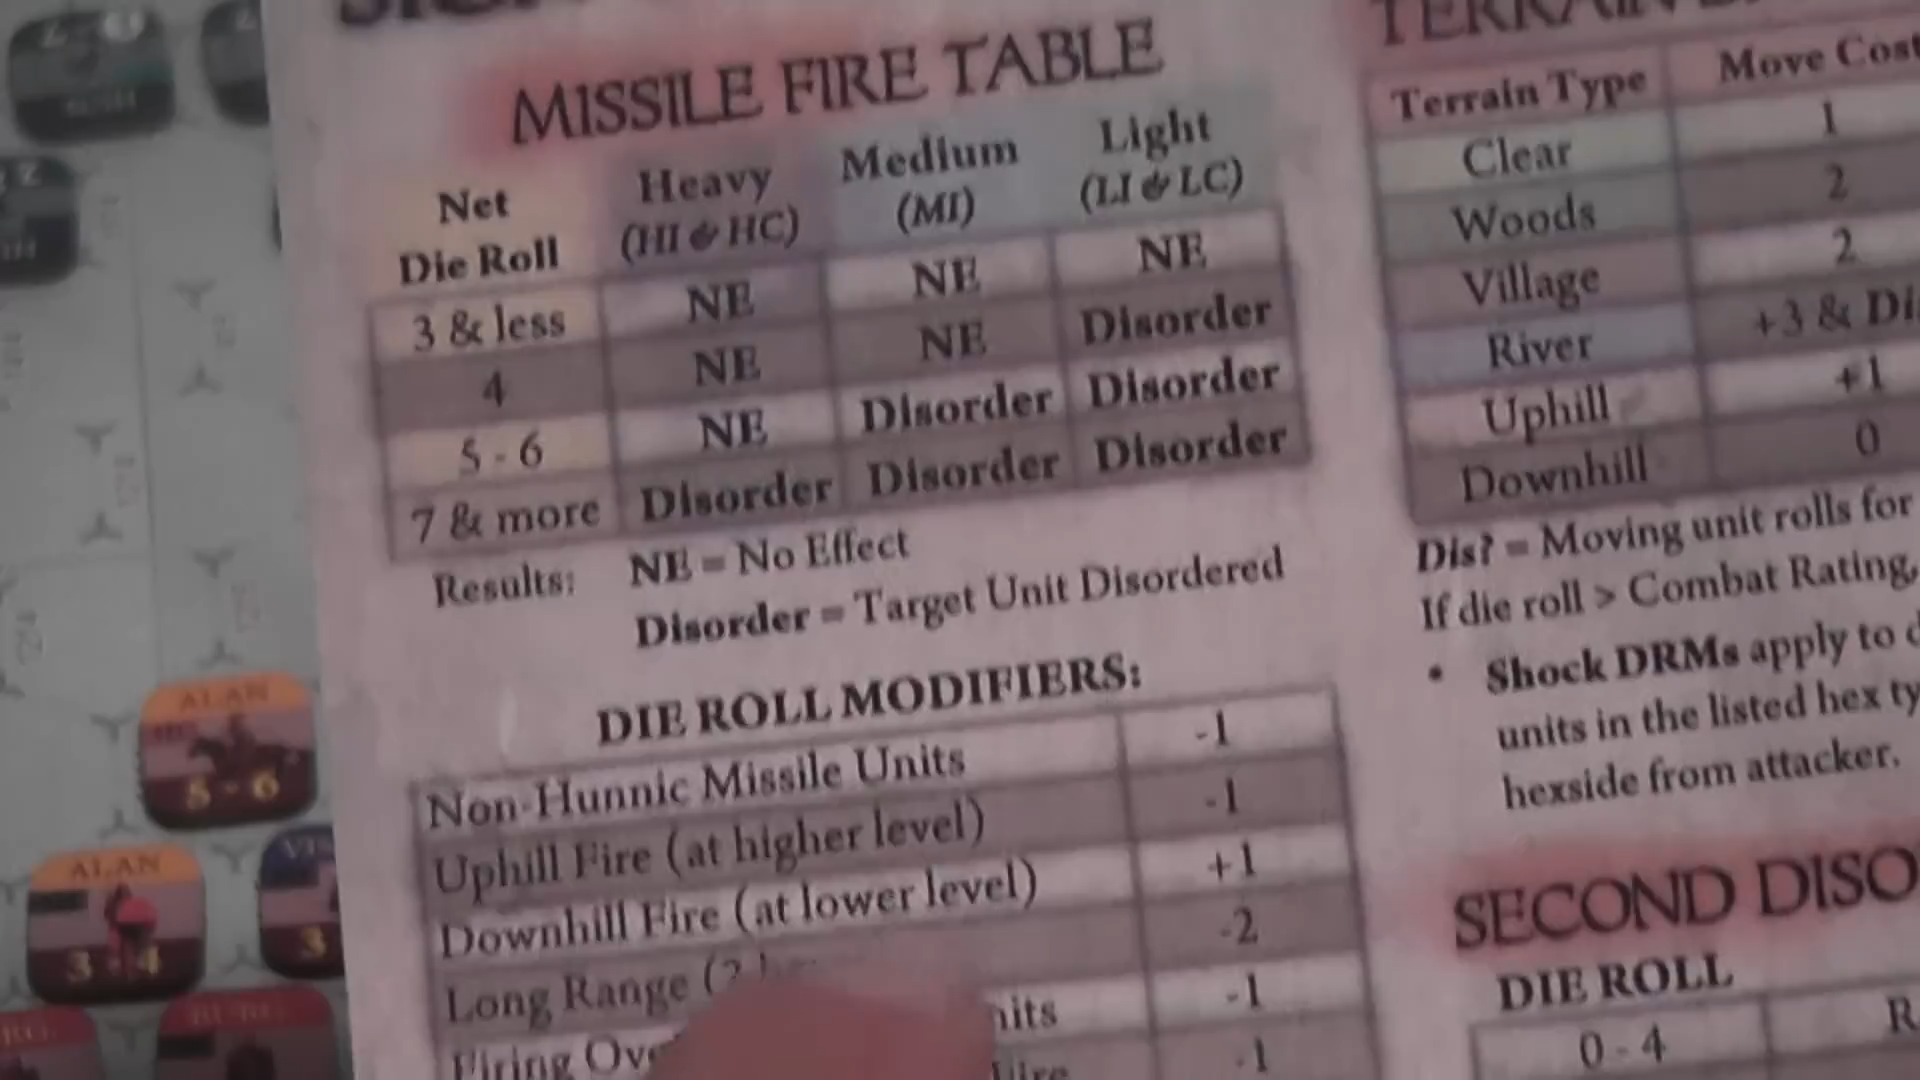 MISSILE FIRE TABLE
Net Die Roll Heavy (HI & HC) Medium (MI) Light (LI & LC)
3 & less NE NE NE
4 NE NE Disorder
5 - 6 NE Disorder Disorder
7 & more Disorder Disorder Disorder
Results: NE = No Effect
Disorder = Target Unit Disordered
DIE ROLL MODIFIERS:
Non-Hunnic Missile Units -1
Uphill Fire (at higher level) -1
Downhill Fire (at lower level) +1
Long Range -2
Firing -1
-1
TERRAIN
Terrain Type Move Cost
Clear 1
Woods 2
Village 2
River +3 &
Uphill +1
Downhill 0
Dis? = Moving unit rolls for
If die roll > Combat Rating,
• Shock DRMs apply to
units in the listed hex
hexside from attacker.
SECOND
DIE ROLL
0 - 4
ALAN
5 - 6
ALAN
3 - 4
3